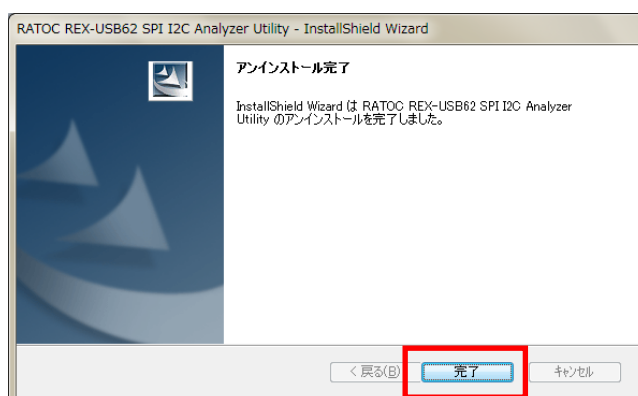 RATOC REX-USB62 SPI I2C Analyzer Utility - InstallShield Wizard
アンインストール完了
InstallShield Wizard は RATOC REX-USB62 SPI I2C Analyzer
Utility のアンインストールを完了しました。
< 戻る(B) 完了 キャンセル